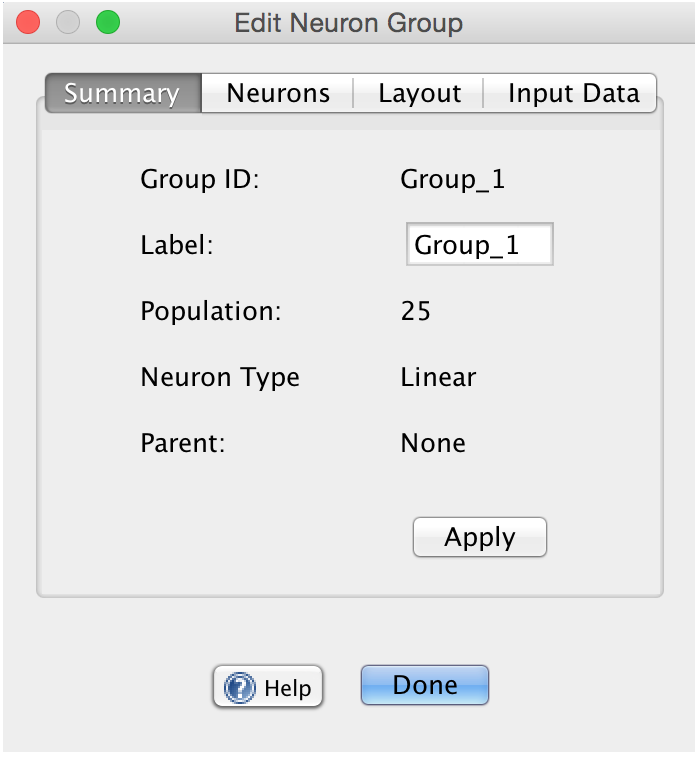 Edit Neuron Group
Summary Neurons Layout Input Data
Group ID: Group_1
Label: Group_1
Population: 25
Neuron Type Linear
Parent: None
Apply
? Help Done